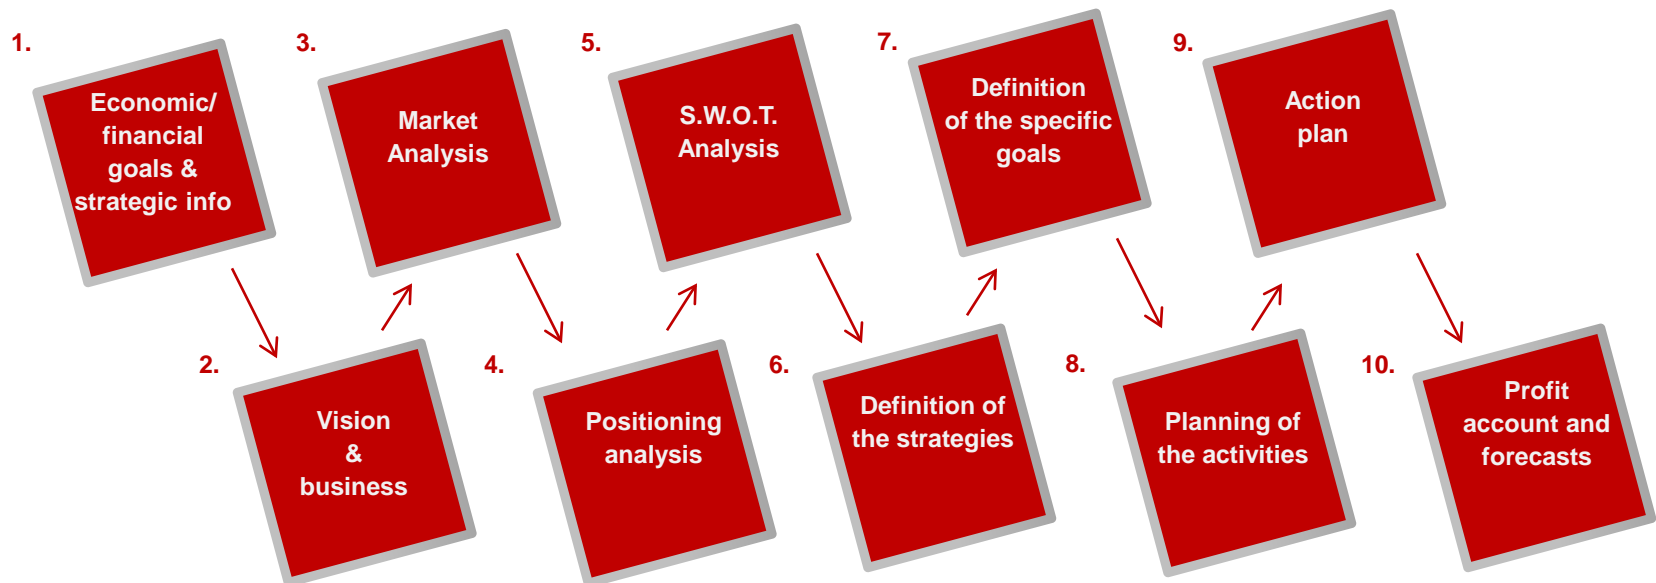 1.
Economic/
financial
goals &
strategic info
2.
Vision
&
business
3.
Market
Analysis
4.
Positioning
analysis
5.
S.W.O.T.
Analysis
6.
Definition of
the strategies
7.
Definition
of the specific
goals
8.
Planning of
the activities
9.
Action
plan
10.
Profit
account and
forecasts